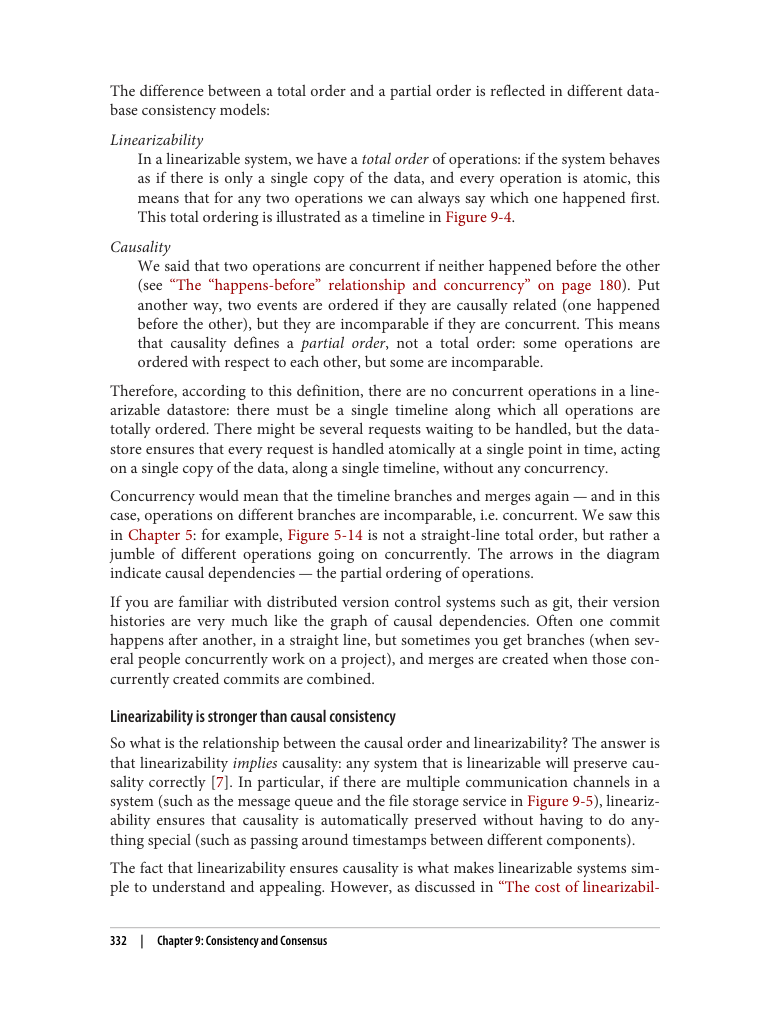 The difference between a total order and a partial order is reflected in different data-
base consistency models:
Linearizability
In a linearizable system, we have a total order of operations: if the system behaves
as if there is only a single copy of the data, and every operation is atomic, this
means that for any two operations we can always say which one happened first.
This total ordering is illustrated as a timeline in Figure 9-4.
Causality
We said that two operations are concurrent if neither happened before the other
(see “The “happens-before” relationship and concurrency” on page 180). Put
another way, two events are ordered if they are causally related (one happened
before the other), but they are incomparable if they are concurrent. This means
that causality defines a partial order, not a total order: some operations are
ordered with respect to each other, but some are incomparable.
Therefore, according to this definition, there are no concurrent operations in a line-
arizable datastore: there must be a single timeline along which all operations are
totally ordered. There might be several requests waiting to be handled, but the data-
store ensures that every request is handled atomically at a single point in time, acting
on a single copy of the data, along a single timeline, without any concurrency.
Concurrency would mean that the timeline branches and merges again — and in this
case, operations on different branches are incomparable, i.e. concurrent. We saw this
in Chapter 5: for example, Figure 5-14 is not a straight-line total order, but rather a
jumble of different operations going on concurrently. The arrows in the diagram
indicate causal dependencies — the partial ordering of operations.
If you are familiar with distributed version control systems such as git, their version
histories are very much like the graph of causal dependencies. Often one commit
happens after another, in a straight line, but sometimes you get branches (when sev-
eral people concurrently work on a project), and merges are created when those con-
currently created commits are combined.
Linearizability is stronger than causal consistency
So what is the relationship between the causal order and linearizability? The answer is
that linearizability implies causality: any system that is linearizable will preserve cau-
sality correctly [7]. In particular, if there are multiple communication channels in a
system (such as the message queue and the file storage service in Figure 9-5), lineariz-
ability ensures that causality is automatically preserved without having to do any-
thing special (such as passing around timestamps between different components).
The fact that linearizability ensures causality is what makes linearizable systems sim-
ple to understand and appealing. However, as discussed in “The cost of linearizabil-
332 | Chapter 9: Consistency and Consensus